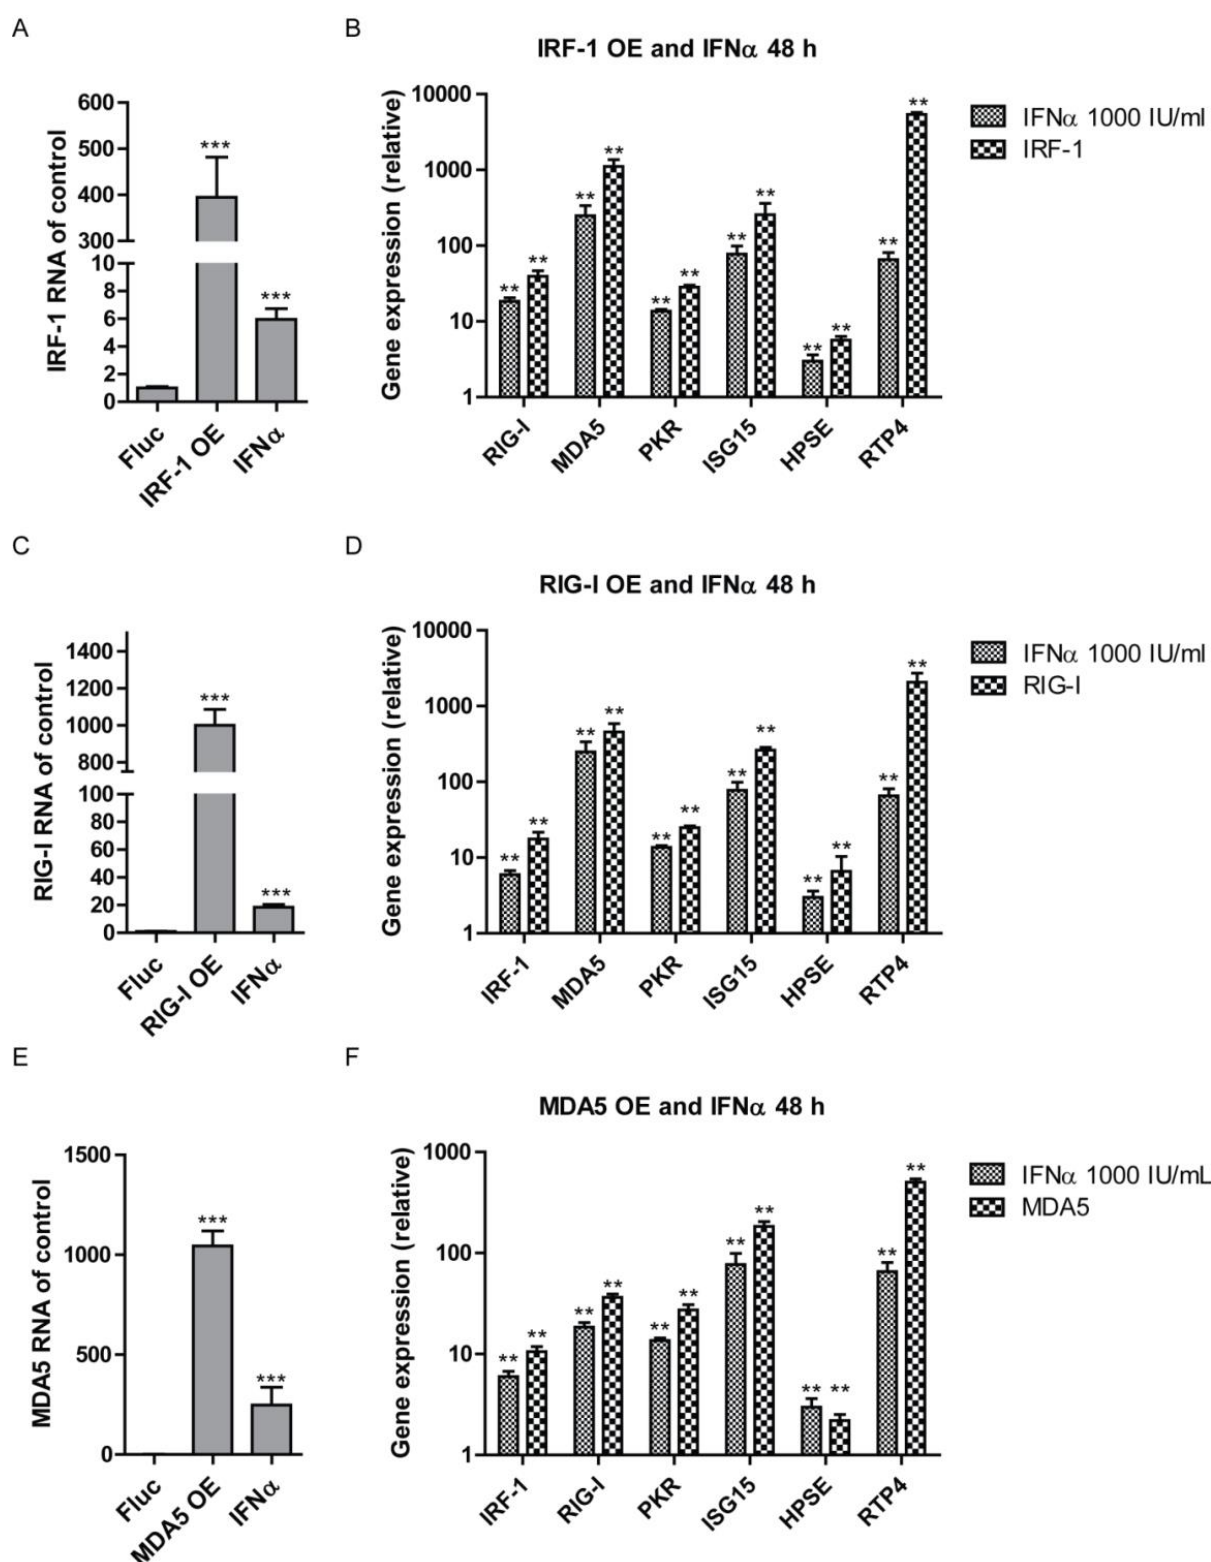 A
IRF-1 RNA of control
600
500
400
300
10
8
6
4
2
0
***
***
Fluc
IRF-1 OE
IFNα
B
IRF-1 OE and IFNα 48 h
Gene expression (relative)
10000
1000
100
10
1
** ** ** ** ** ** ** ** ** ** ** **
RIG-I
MDA5
PKR
ISG15
HPSE
RTP4
IFNα 1000 IU/ml
IRF-1
C
RIG-I RNA of control
1400
1200
1000
800
100
80
60
40
20
0
***
***
Fluc
RIG-I OE
IFNα
D
RIG-I OE and IFNα 48 h
Gene expression (relative)
10000
1000
100
10
1
** ** ** ** ** ** ** ** ** ** ** **
IRF-1
MDA5
PKR
ISG15
HPSE
RTP4
IFNα 1000 IU/ml
RIG-I
E
MDA5 RNA of control
1500
1000
500
0
***
***
Fluc
MDA5 OE
IFNα
F
MDA5 OE and IFNα 48 h
Gene expression (relative)
1000
100
10
1
** ** ** ** ** ** ** ** ** ** ** **
IRF-1
RIG-I
PKR
ISG15
HPSE
RTP4
IFNα 1000 IU/mL
MDA5